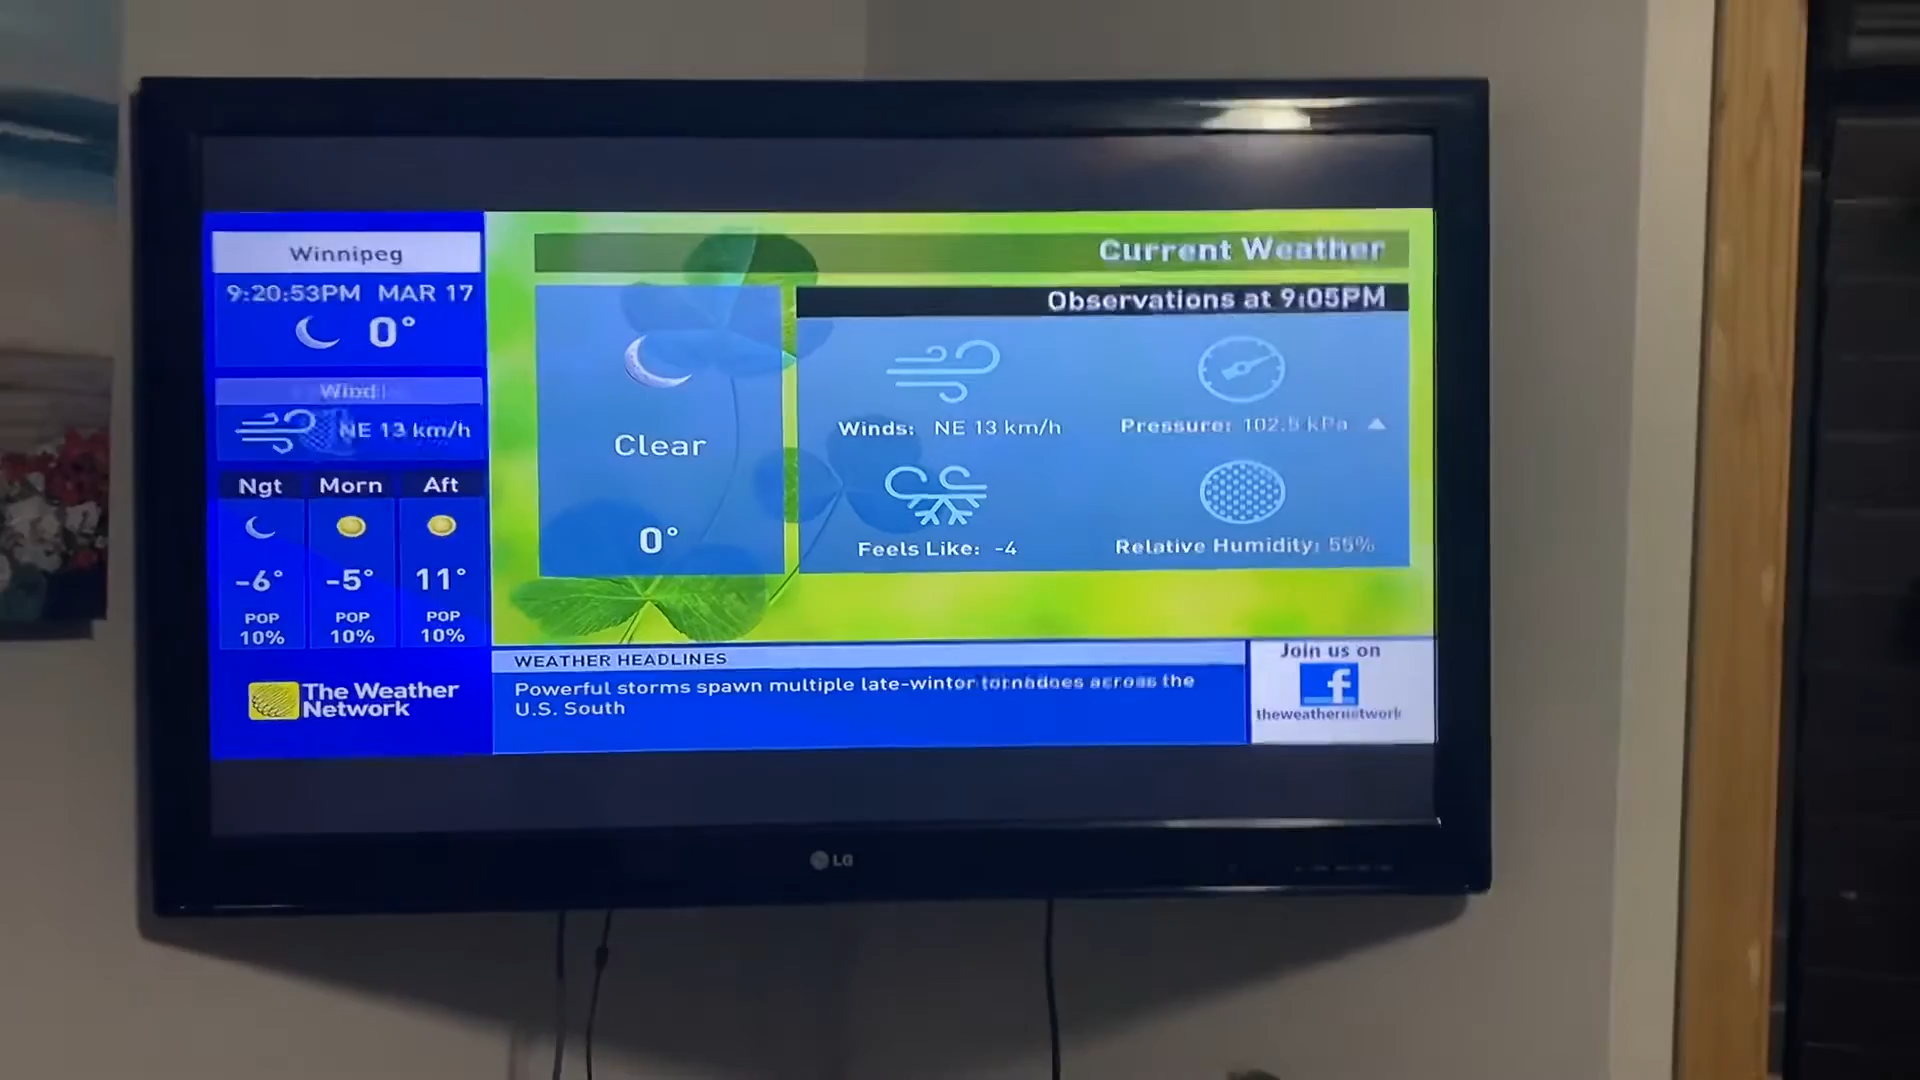 Winnipeg
9:20:53PM MAR 17
0°
Wind
NE 13 km/h
Ngt Morn Aft
-6° -5° 11°
POP POP POP
10% 10% 10%
The Weather
Network
Current Weather
Observations at 9:05PM
Clear
0°
Winds: NE 13 km/h
Pressure: 102.5 kPa
Feels Like: -4
Relative Humidity: 55%
WEATHER HEADLINES
Powerful storms spawn multiple late-winter tornadoes across the
U.S. South
Join us on
f
theweathernetwork
LG